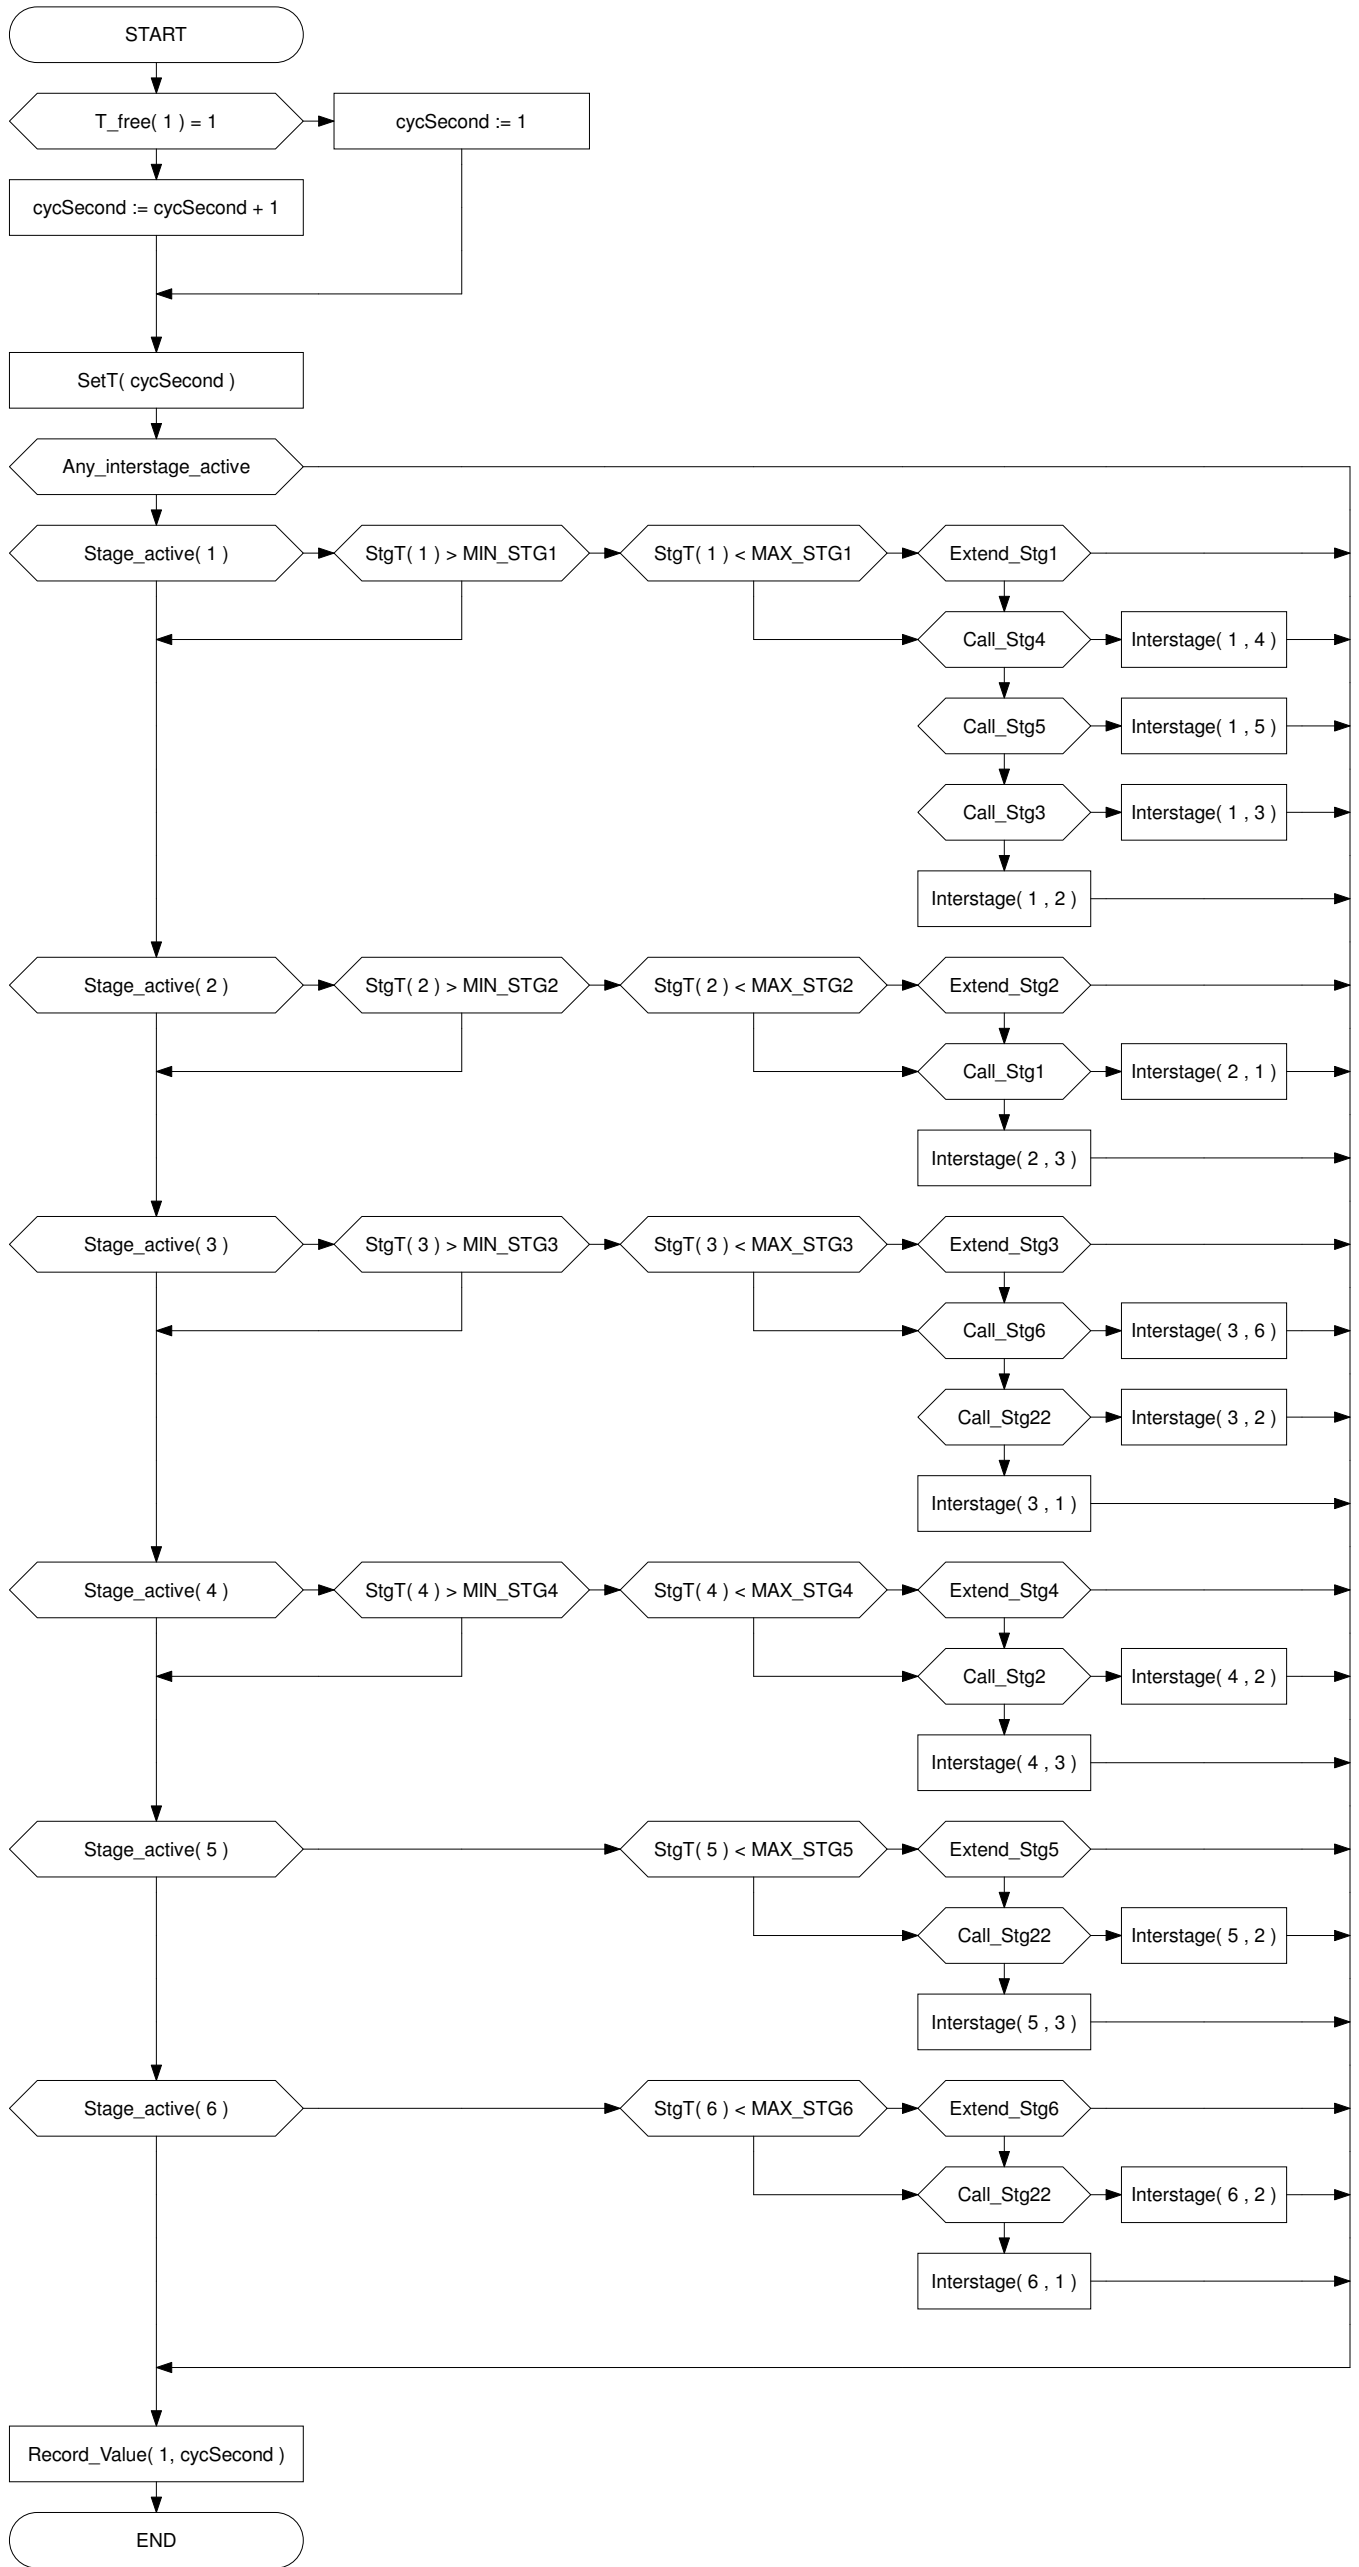 START
T_free( 1 ) = 1
cycSecond := 1
cycSecond := cycSecond + 1
SetT( cycSecond )
Any_interstage_active
Stage_active( 1 )
StgT( 1 ) > MIN_STG1
StgT( 1 ) < MAX_STG1
Extend_Stg1
Call_Stg4
Interstage( 1 , 4 )
Call_Stg5
Interstage( 1 , 5 )
Call_Stg3
Interstage( 1 , 3 )
Interstage( 1 , 2 )
Stage_active( 2 )
StgT( 2 ) > MIN_STG2
StgT( 2 ) < MAX_STG2
Extend_Stg2
Call_Stg1
Interstage( 2 , 1 )
Interstage( 2 , 3 )
Stage_active( 3 )
StgT( 3 ) > MIN_STG3
StgT( 3 ) < MAX_STG3
Extend_Stg3
Call_Stg6
Interstage( 3 , 6 )
Call_Stg22
Interstage( 3 , 2 )
Interstage( 3 , 1 )
Stage_active( 4 )
StgT( 4 ) > MIN_STG4
StgT( 4 ) < MAX_STG4
Extend_Stg4
Call_Stg2
Interstage( 4 , 2 )
Interstage( 4 , 3 )
Stage_active( 5 )
StgT( 5 ) < MAX_STG5
Extend_Stg5
Call_Stg22
Interstage( 5 , 2 )
Interstage( 5 , 3 )
Stage_active( 6 )
StgT( 6 ) < MAX_STG6
Extend_Stg6
Call_Stg22
Interstage( 6 , 2 )
Interstage( 6 , 1 )
Record_Value( 1, cycSecond )
END